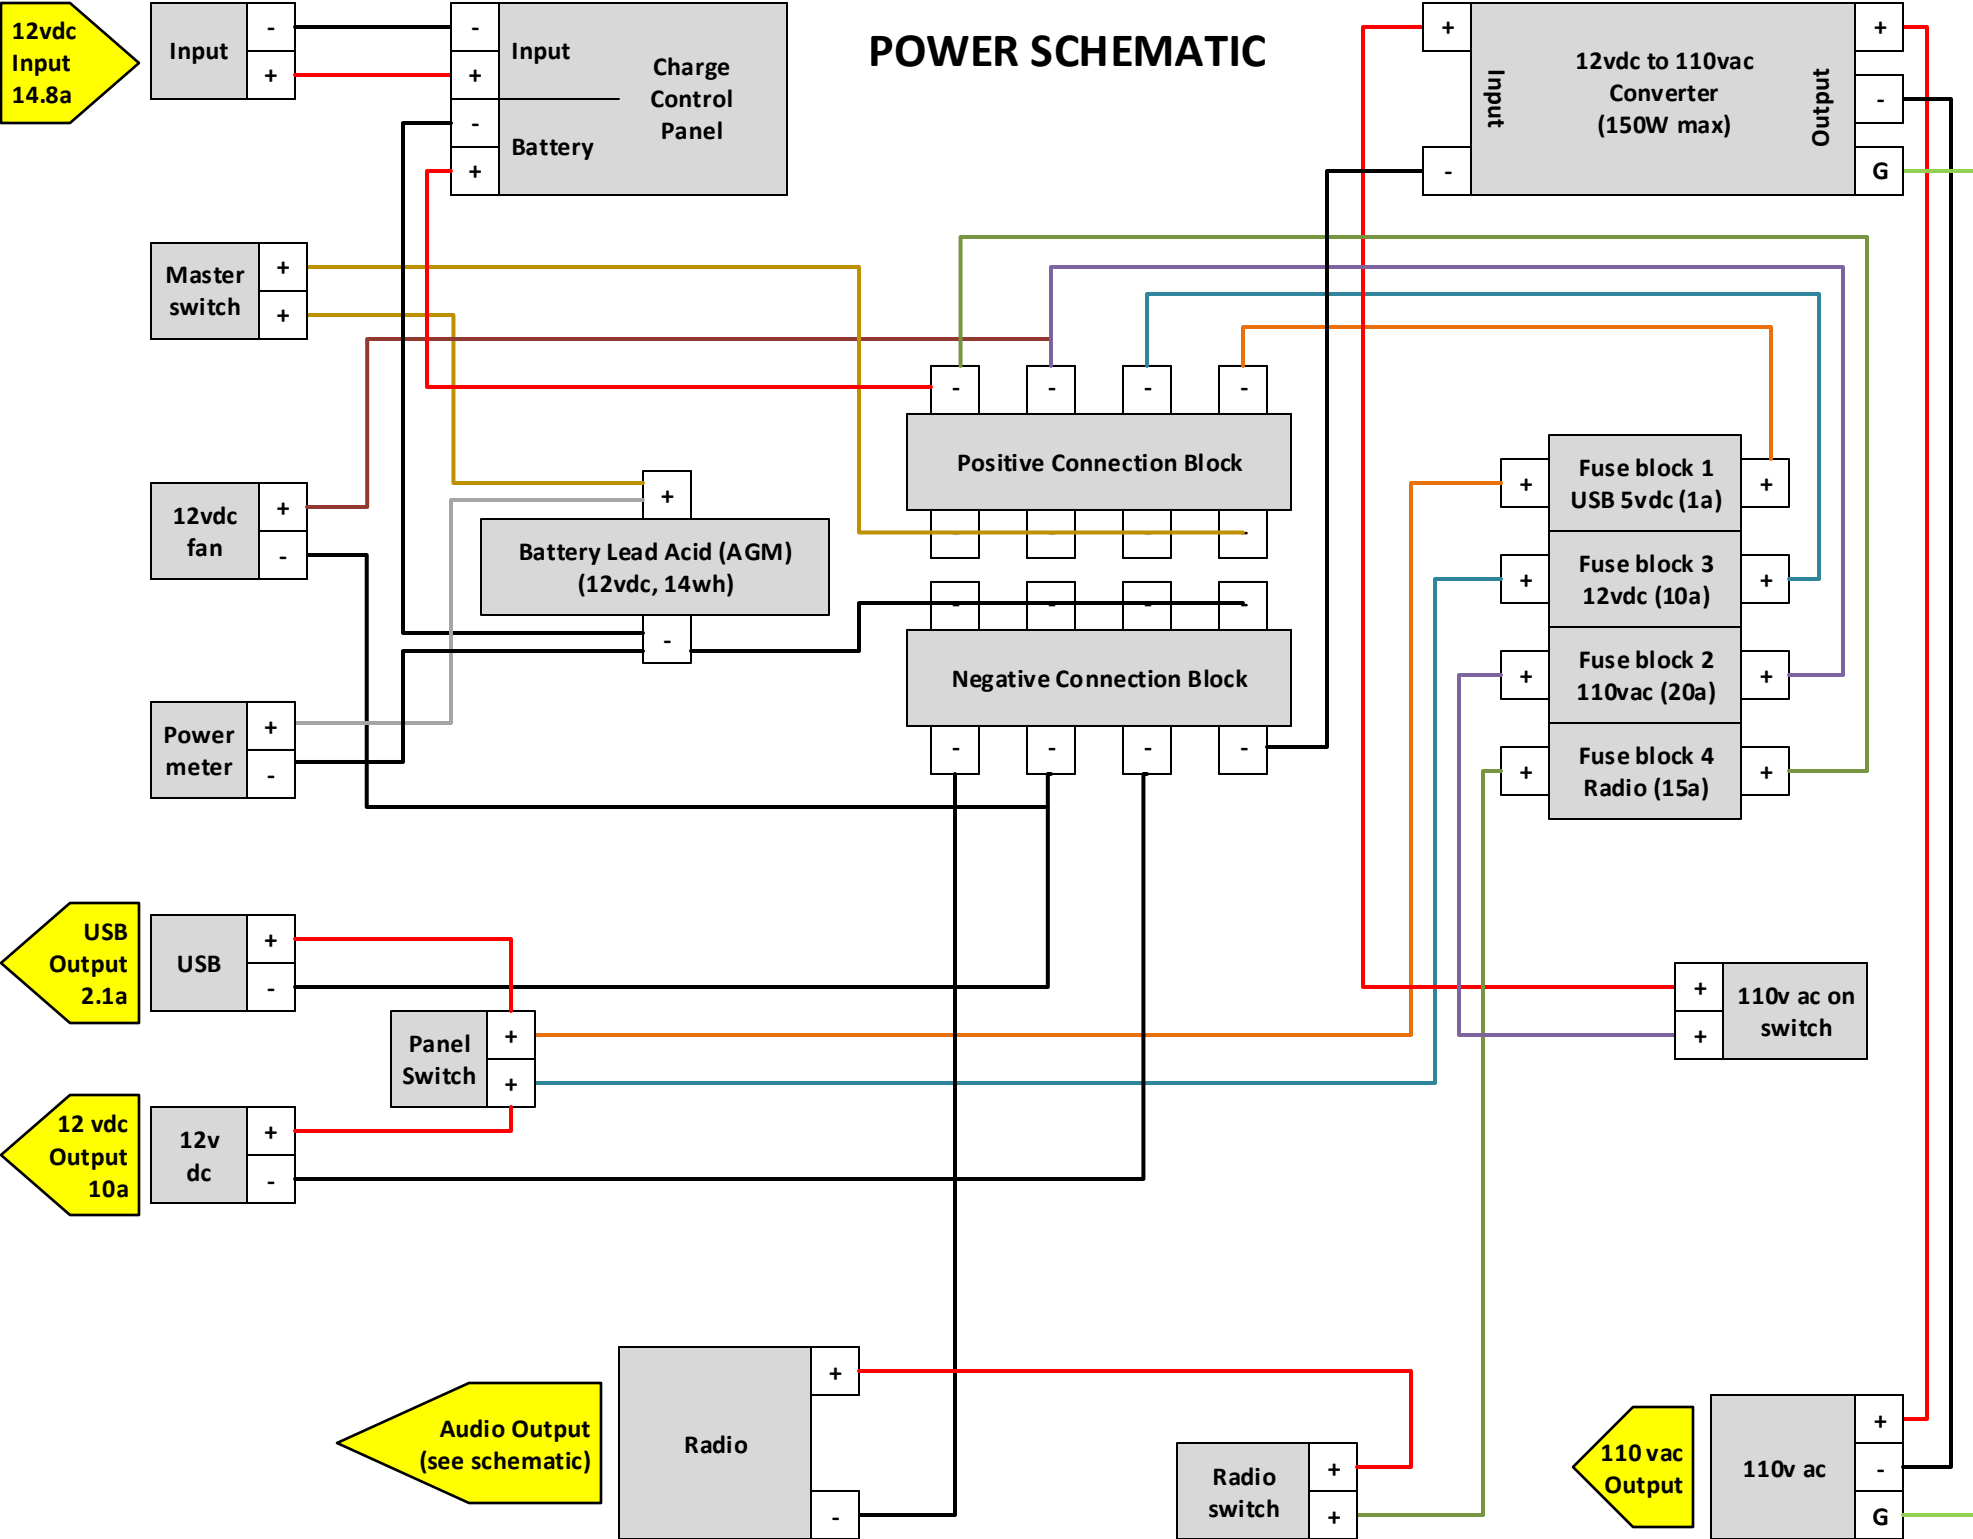 POWER SCHEMATIC
12vdc
Input
14.8a
Input
-
+
-
+
-
+
Input
Battery
Charge
Control
Panel
+
-
Input
12vdc to 110vac
Converter
(150W max)
Output
+
-
G
Master
switch
+
+
12vdc
fan
+
-
+
Battery Lead Acid (AGM)
(12vdc, 14wh)
-
Power
meter
+
-
- - - -
Positive Connection Block
- - - -
- - - -
Negative Connection Block
- - - -
+
Fuse block 1
USB 5vdc (1a)
+
+
Fuse block 3
12vdc (10a)
+
+
Fuse block 2
110vac (20a)
+
+
Fuse block 4
Radio (15a)
+
USB
Output
2.1a
USB
+
-
Panel
Switch
+
+
12 vdc
Output
10a
12v
dc
+
-
+
+
110v ac on
switch
Audio Output
(see schematic)
Radio
+
-
Radio
switch
+
+
110 vac
Output
110v ac
+
-
G